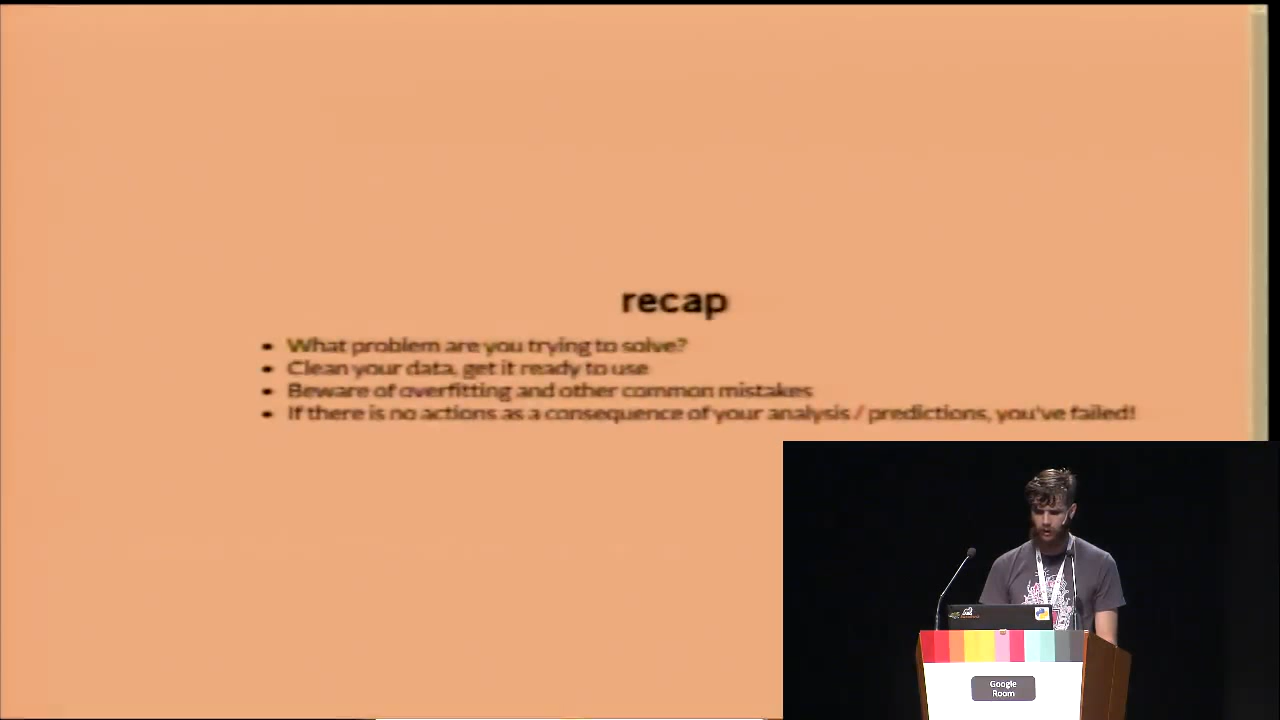 recap
What problem are you trying to solve?
Clean your data, get it ready to use
Beware of overfitting and other common mistakes
If there is no actions as a consequence of your analysis / predictions, you've failed!
Google
Room